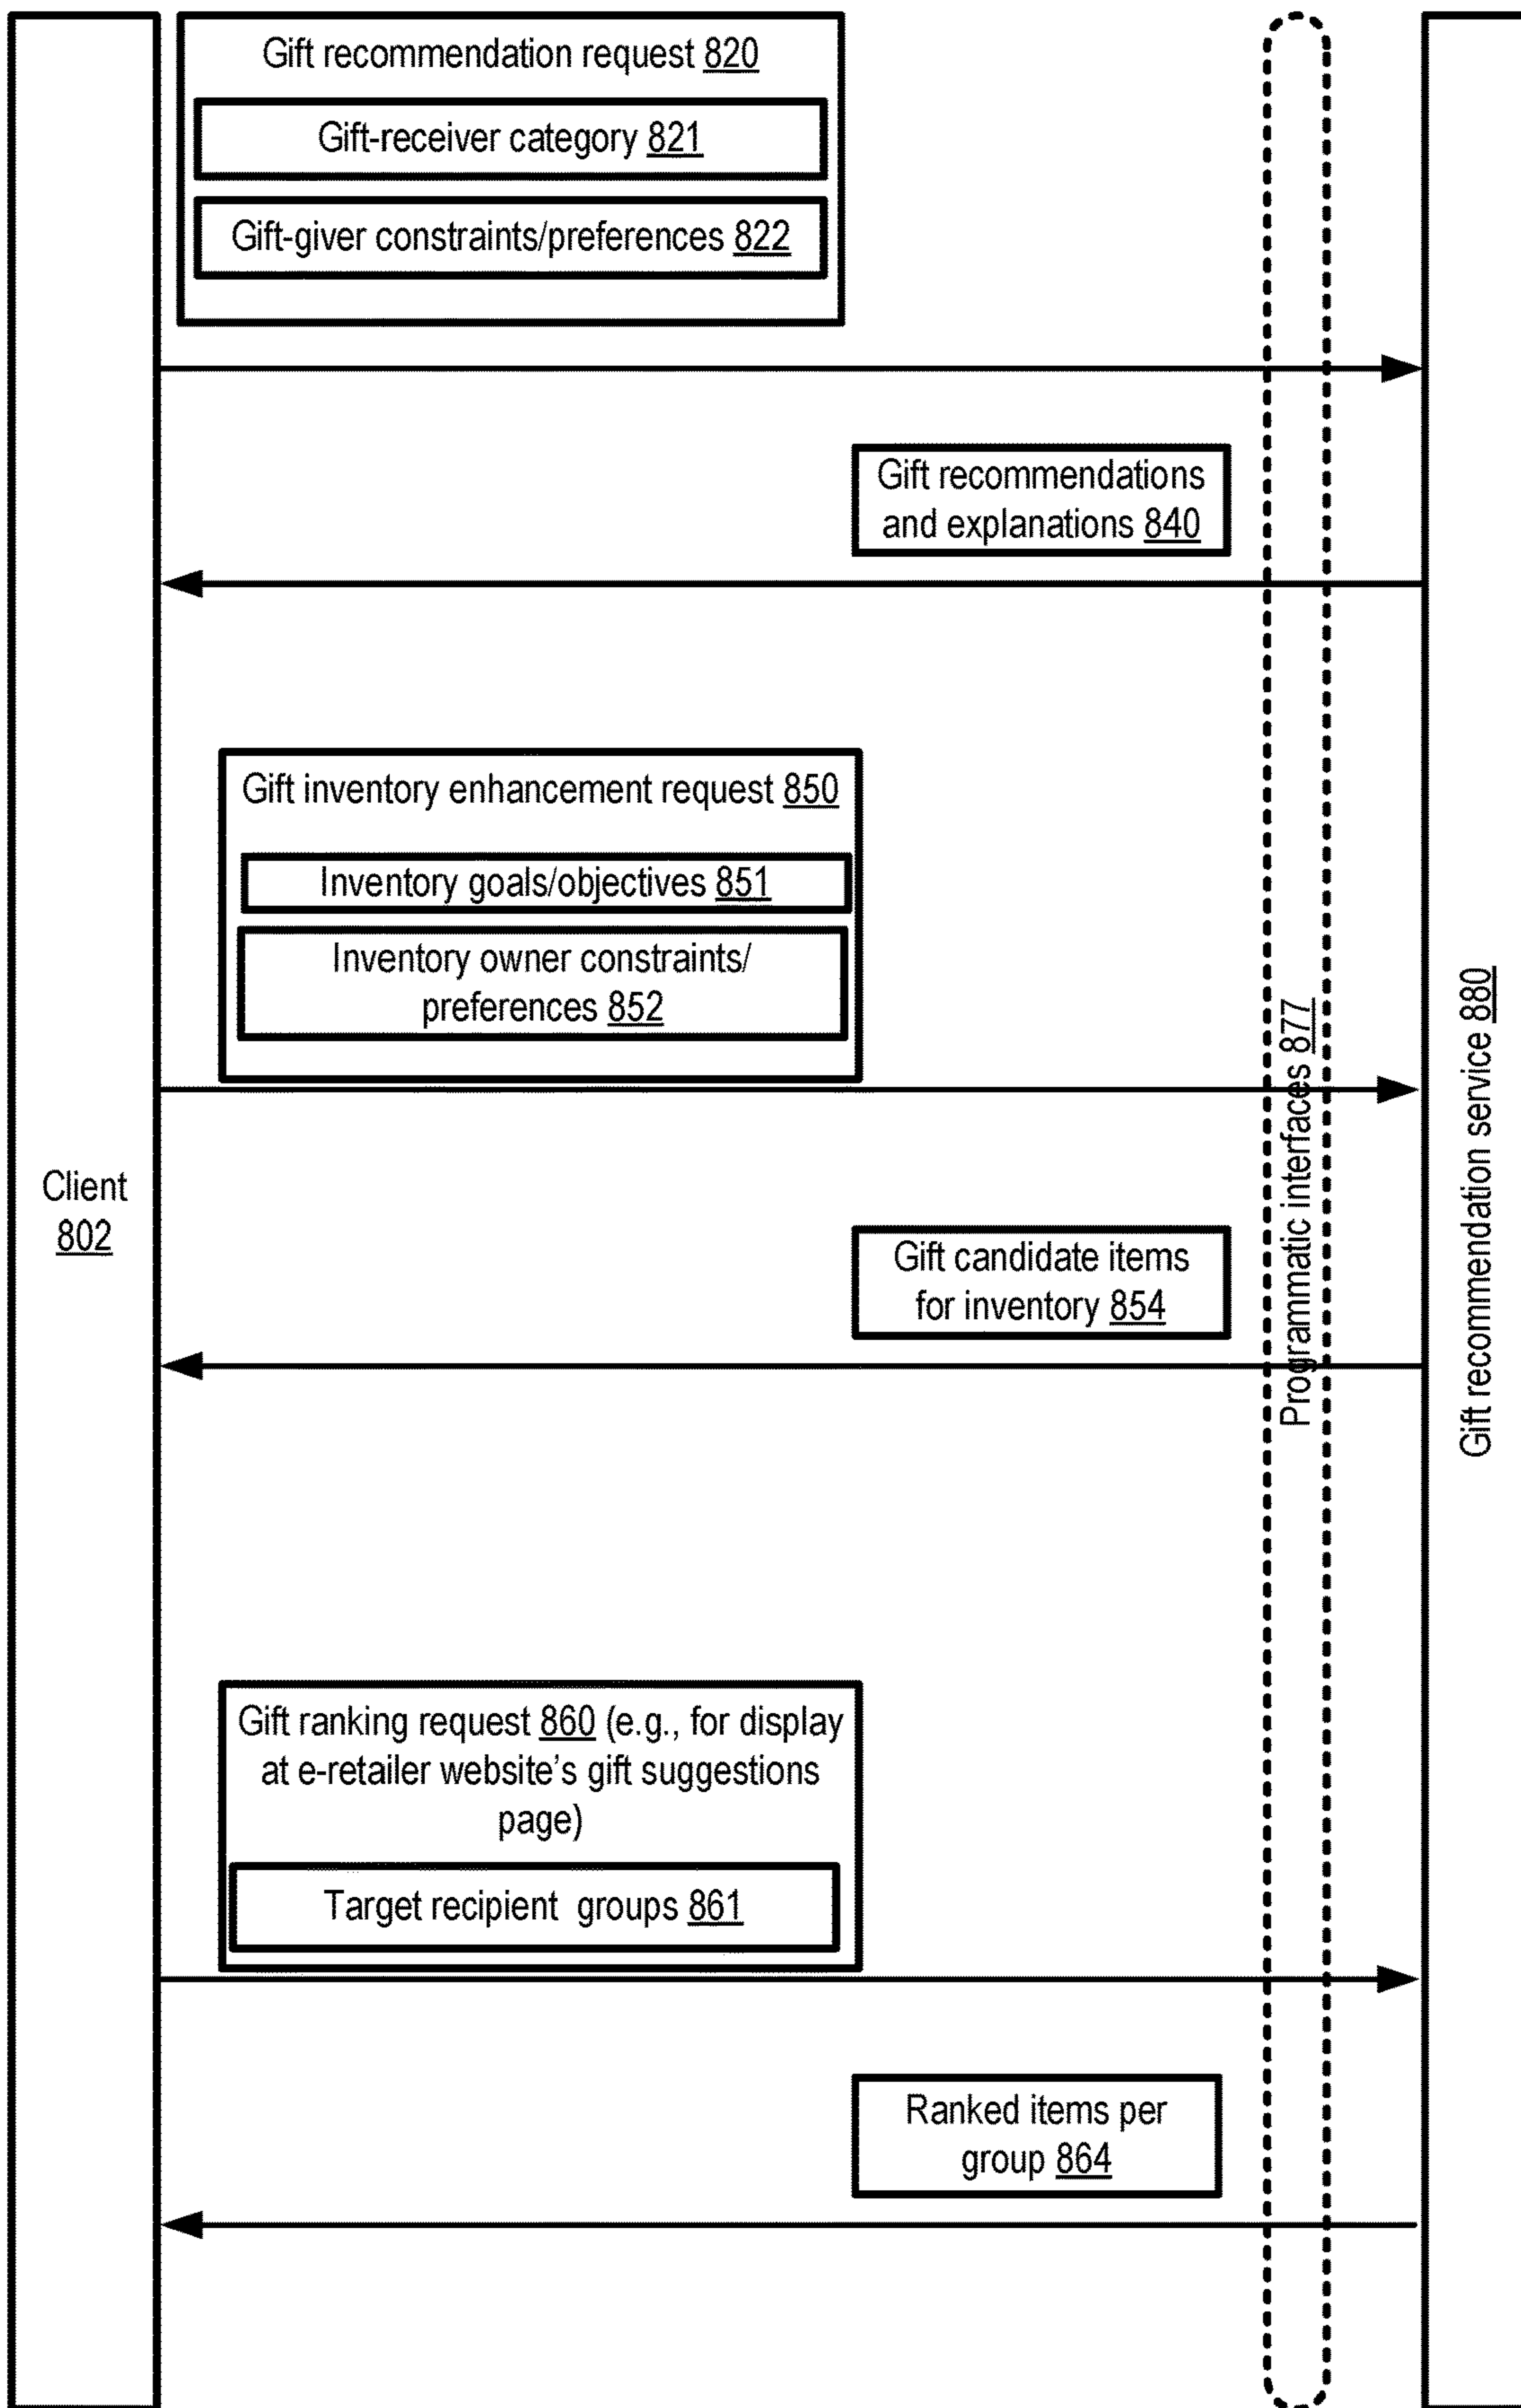 Gift recommendation request 820
Gift-receiver category 821
Gift-giver constraints/preferences 822
Gift recommendations
and explanations 840
Gift inventory enhancement request 850
Inventory goals/objectives 851
Inventory owner constraints/
preferences 852
Client
802
Gift candidate items
for inventory 854
Programmatic interfaces 877
Gift recommendation service 880
Gift ranking request 860 (e.g., for display
at e-retailer website’s gift suggestions
page)
Target recipient groups 861
Ranked items per
group 864